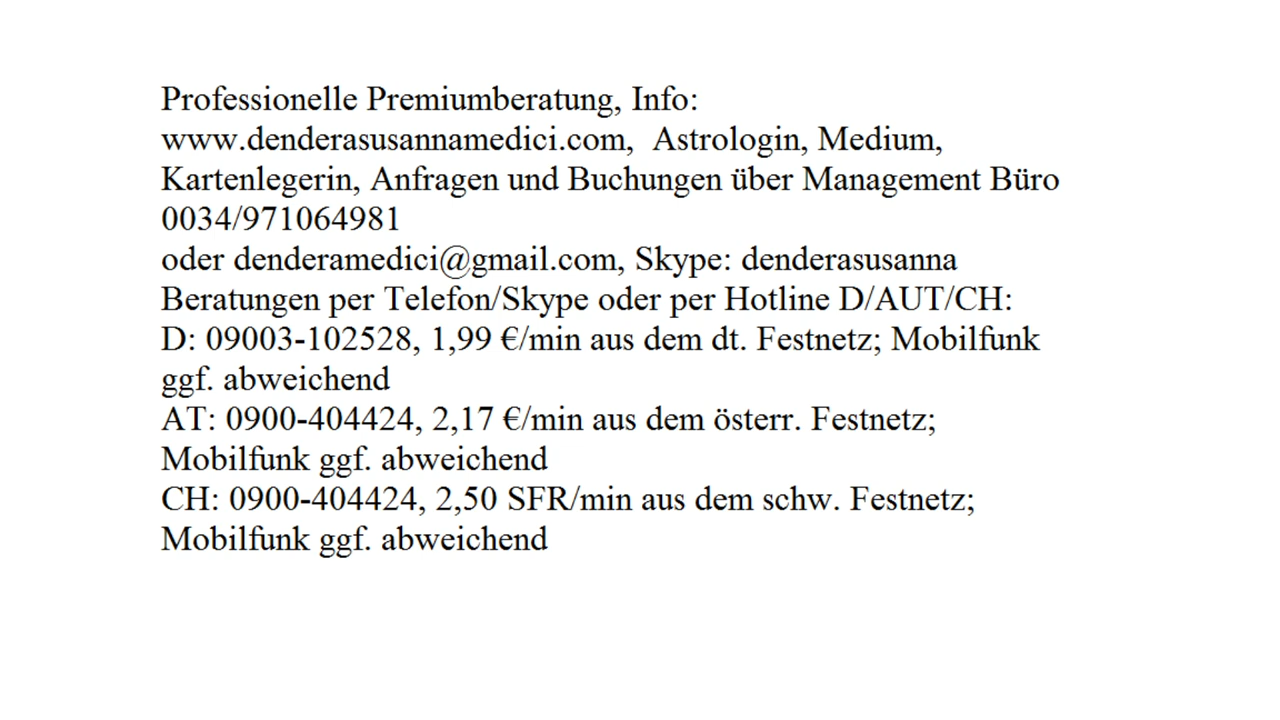 Professionelle Premiumberatung, Info:
www.denderasusannamedici.com,  Astrologin, Medium,
Kartenlegerin, Anfragen und Buchungen über Management Büro
0034/971064981
oder denderamedici@gmail.com, Skype: denderasusanna
Beratungen per Telefon/Skype oder per Hotline D/AUT/CH:
D: 09003-102528, 1,99 €/min aus dem dt. Festnetz; Mobilfunk
ggf. abweichend
AT: 0900-404424, 2,17 €/min aus dem österr. Festnetz;
Mobilfunk ggf. abweichend
CH: 0900-404424, 2,50 SFR/min aus dem schw. Festnetz;
Mobilfunk ggf. abweichend